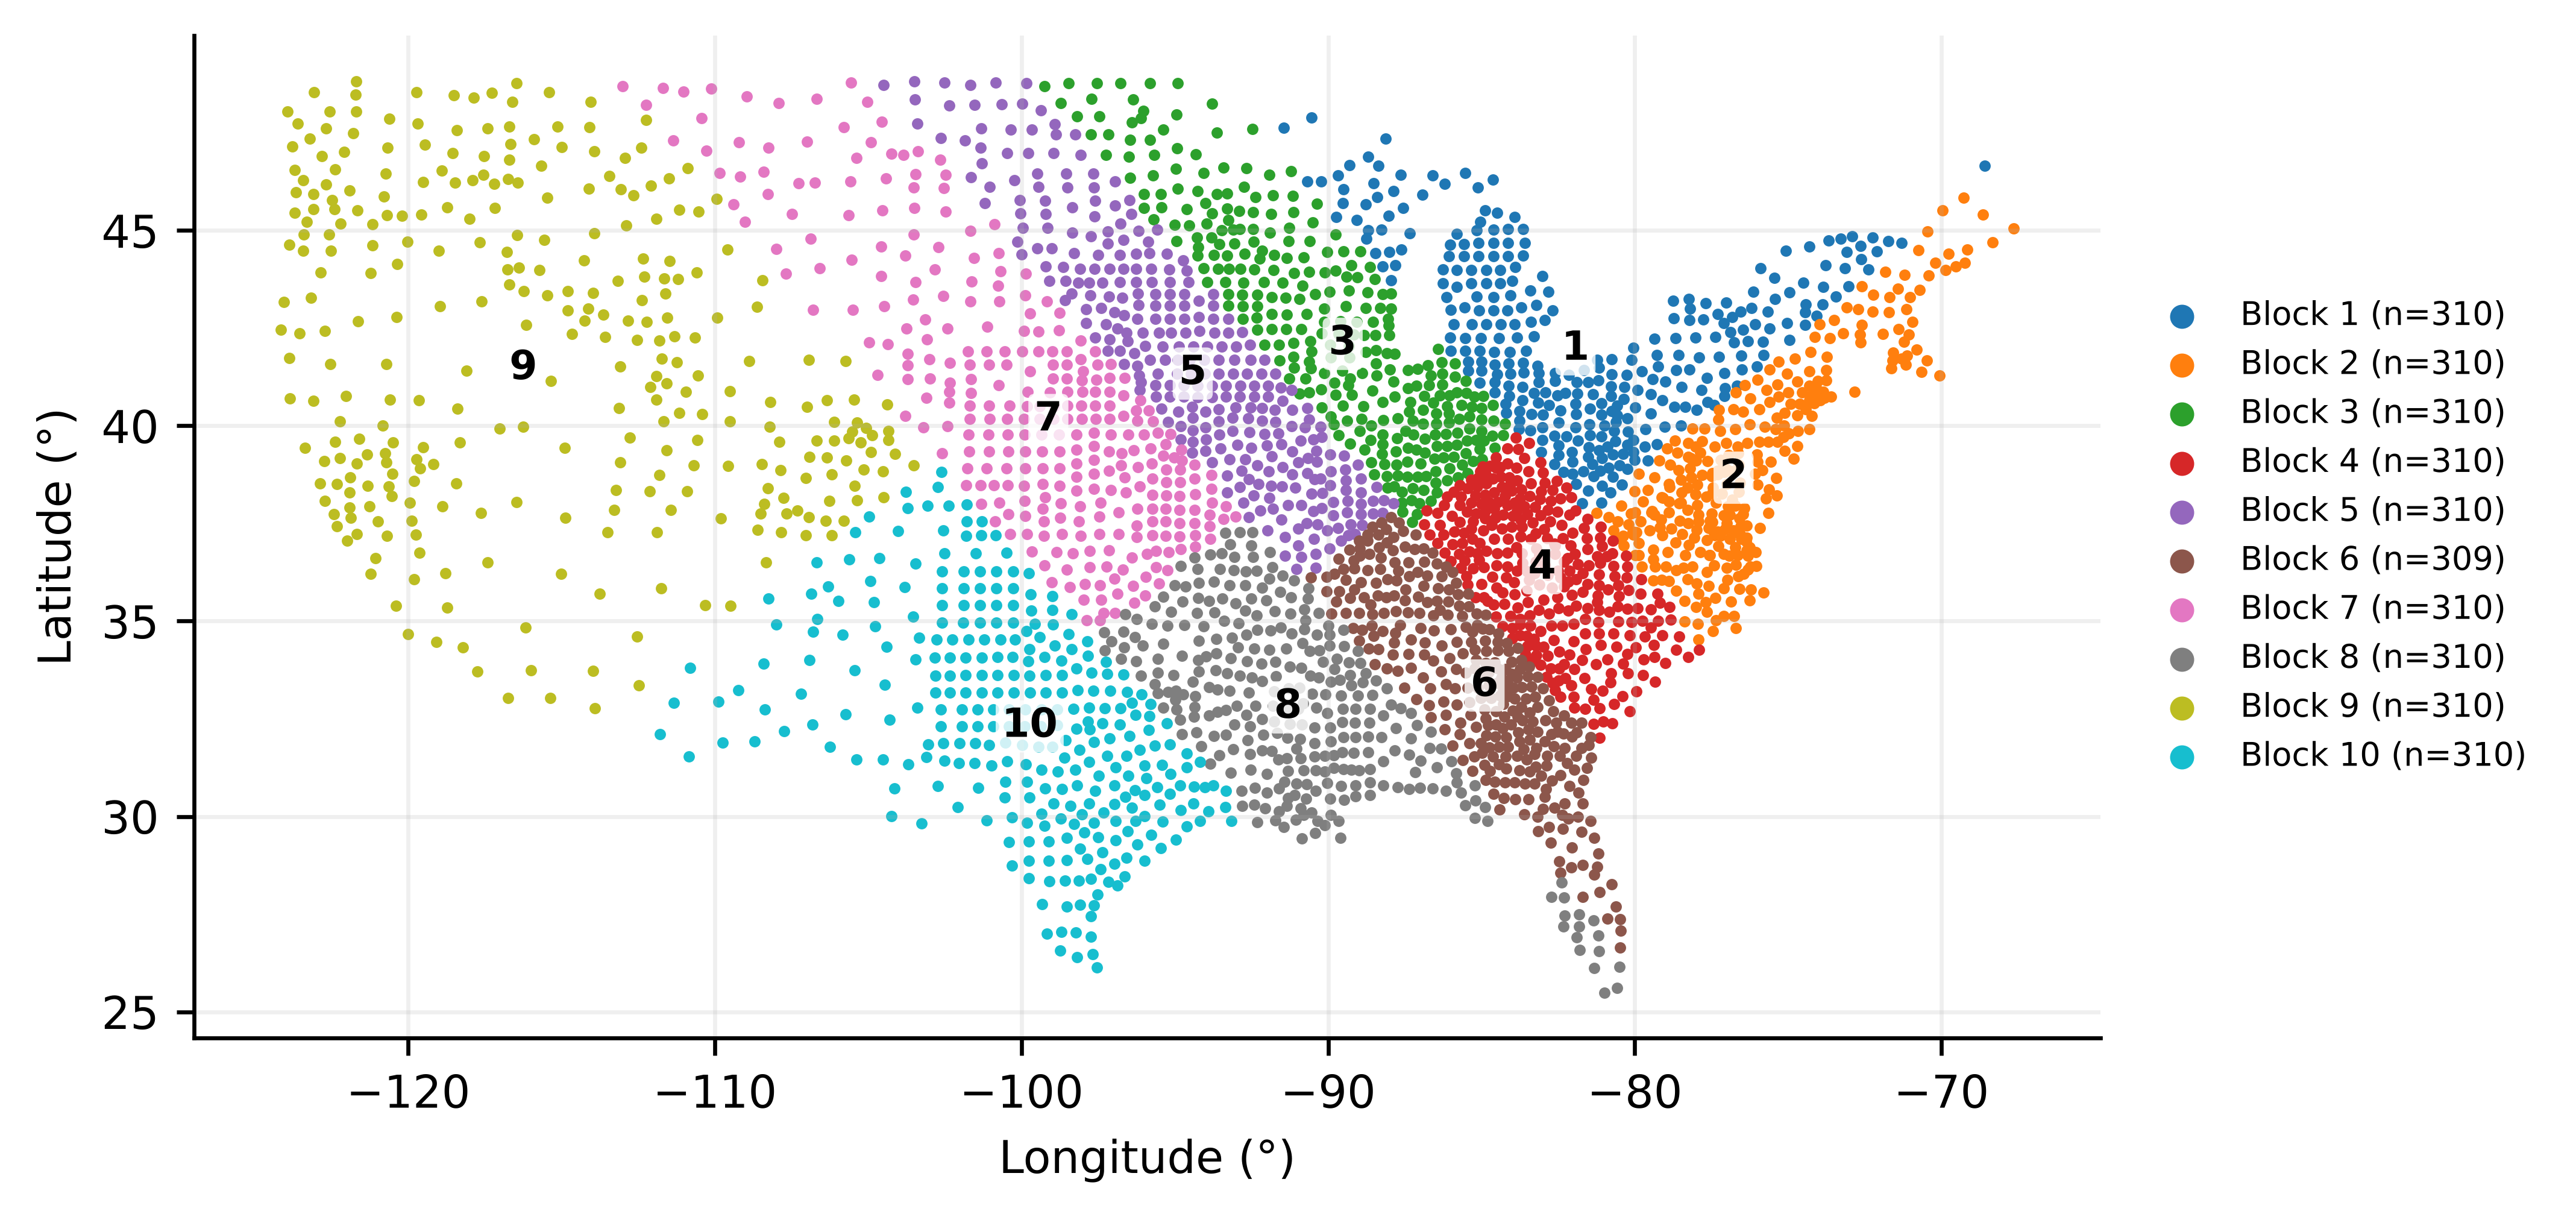 45
40
35
30
25
−120
−110
−100
−90
−80
−70
Latitude (°)
Longitude (°)
9
7
5
3
1
2
4
6
8
10
Block 1 (n=310)
Block 2 (n=310)
Block 3 (n=310)
Block 4 (n=310)
Block 5 (n=310)
Block 6 (n=309)
Block 7 (n=310)
Block 8 (n=310)
Block 9 (n=310)
Block 10 (n=310)